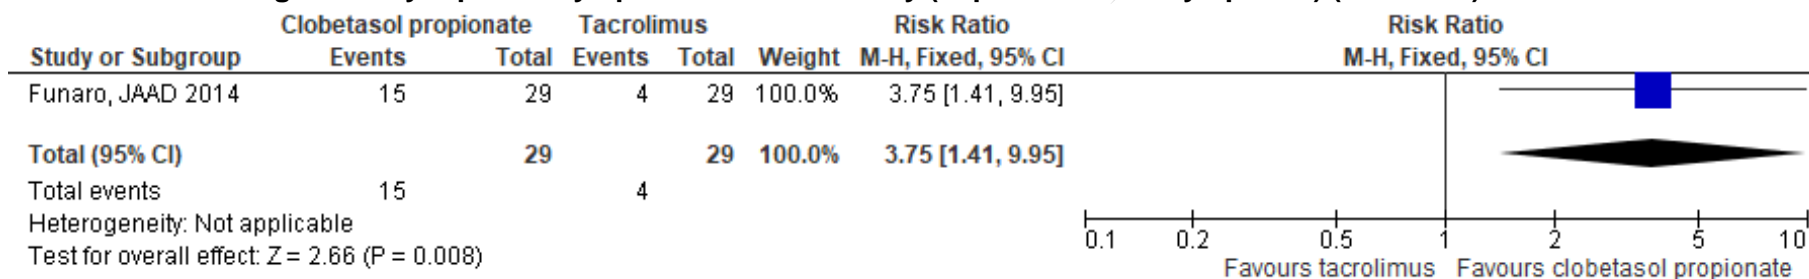 Clobetasol propionate Tacrolimus Risk Ratio Risk Ratio
Study or Subgroup Events Total Events Total Weight M-H, Fixed, 95% CI M-H, Fixed, 95% CI
Funaro, JAAD 2014 15 29 4 29 100.0% 3.75 [1.41, 9.95]
Total (95% CI) 29 29 100.0% 3.75 [1.41, 9.95]
Total events 15 4
Heterogeneity: Not applicable
Test for overall effect: Z = 2.66 (P = 0.008)
0.1 0.2 0.5 1 2 5 10
Favours tacrolimus Favours clobetasol propionate